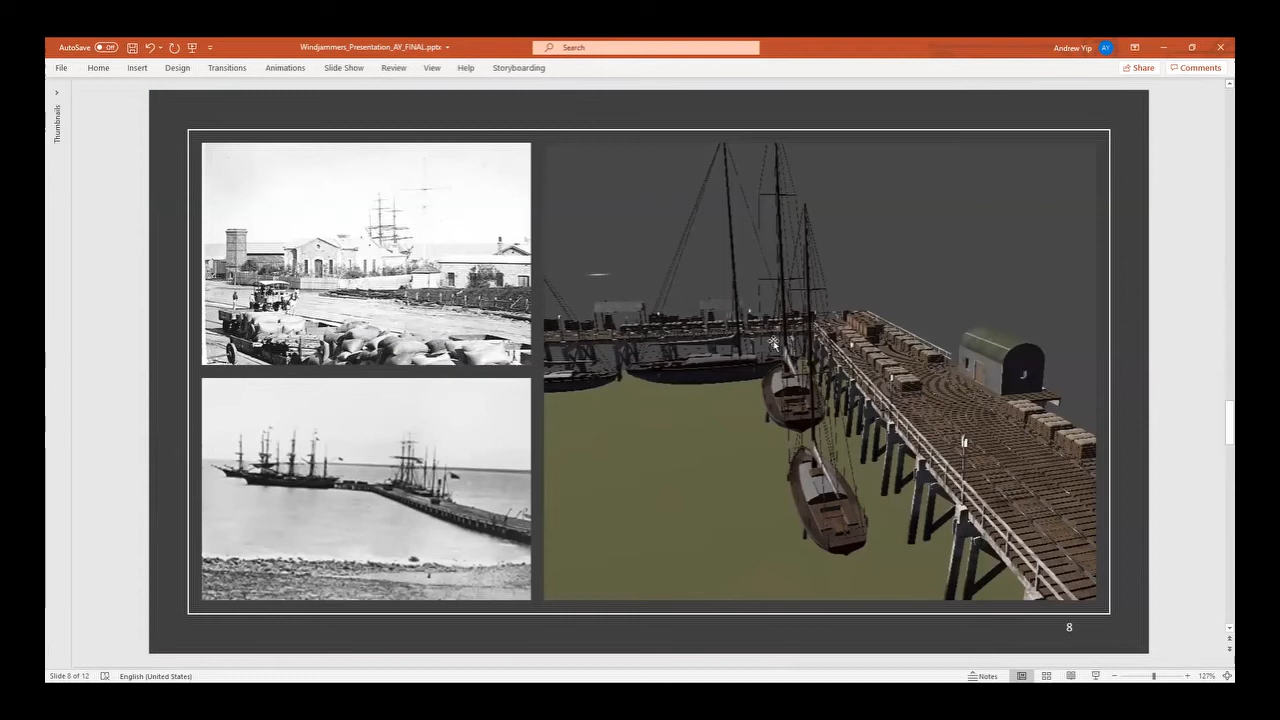 AutoSave Off Windjammers_Presentation_AY_FINAL.pptx Search Andrew Yip AY
File Home Insert Design Transitions Animations Slide Show Review View Help Storyboarding Share Comments
Thumbnails
8
Slide 8 of 12 English (United States) Notes 127%